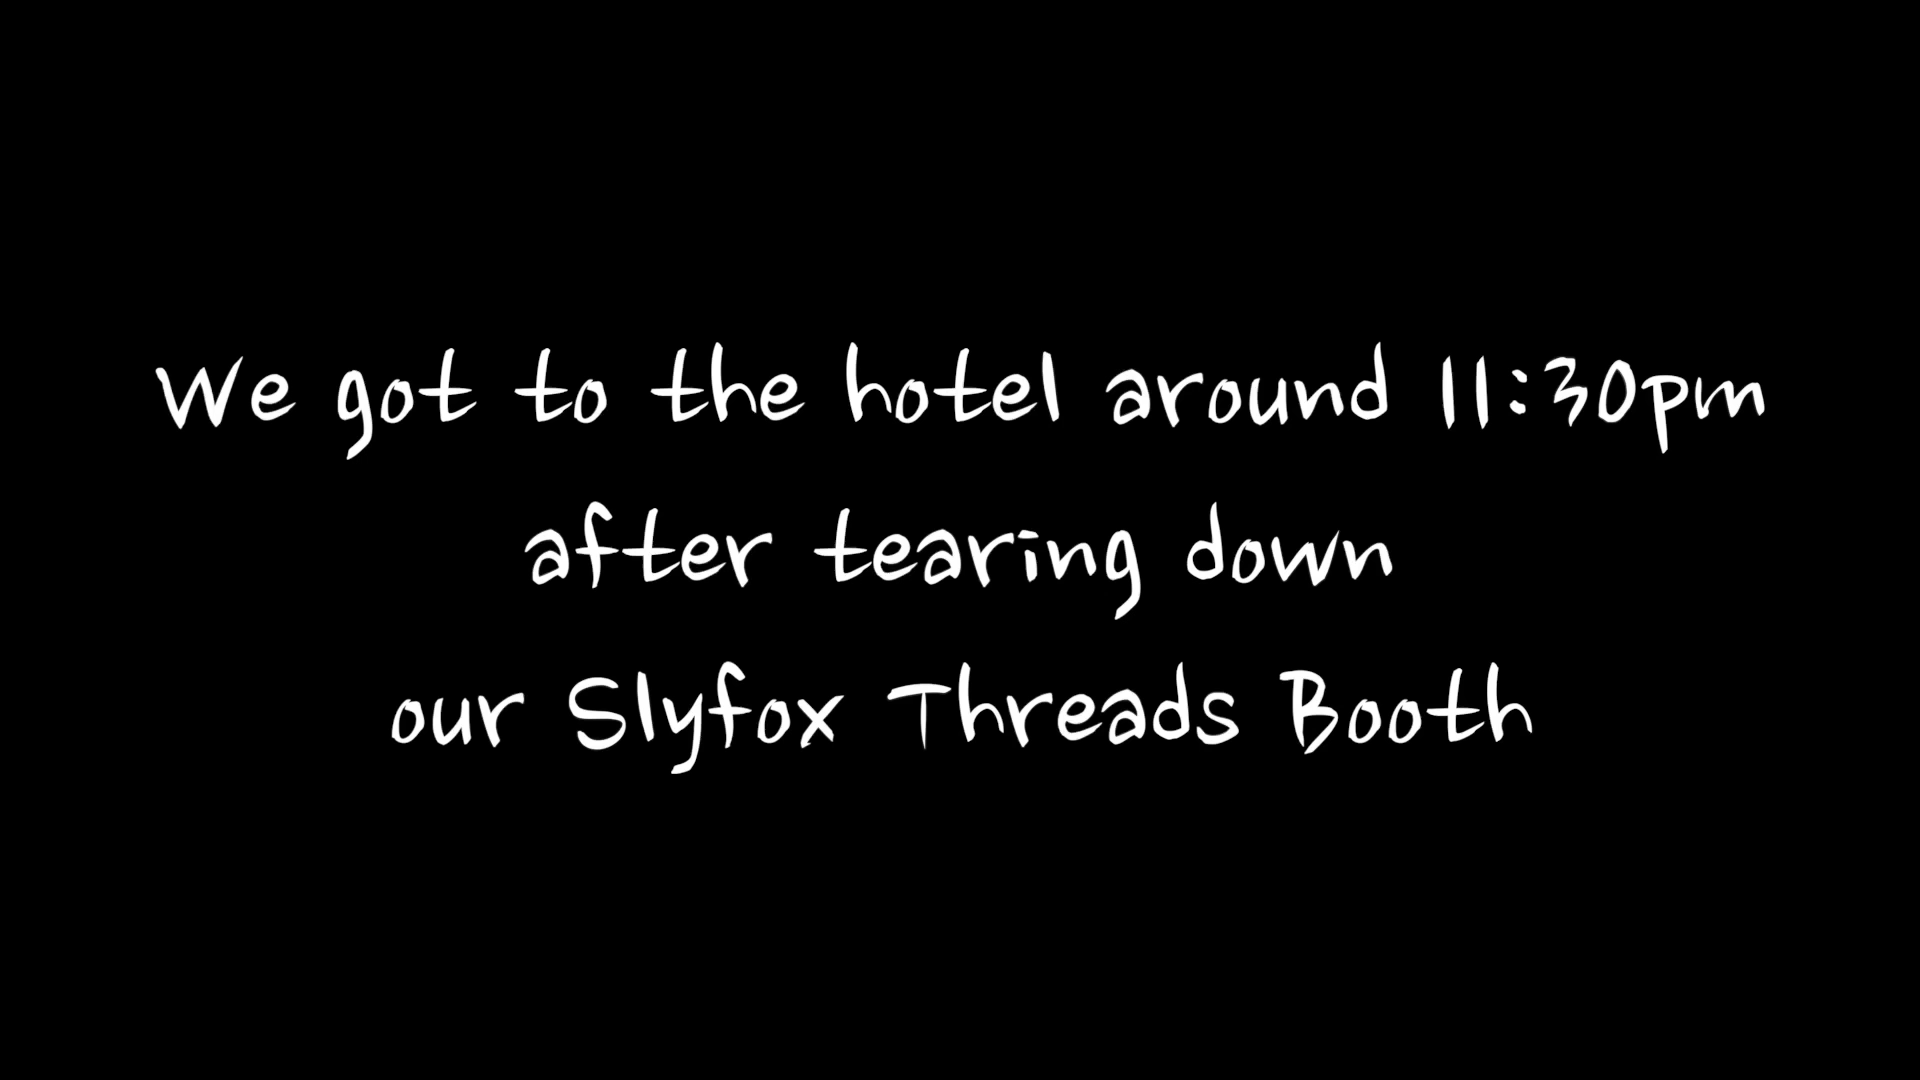 We got to the hotel around 11:30pm
after tearing down
our Slyfox Threads Booth